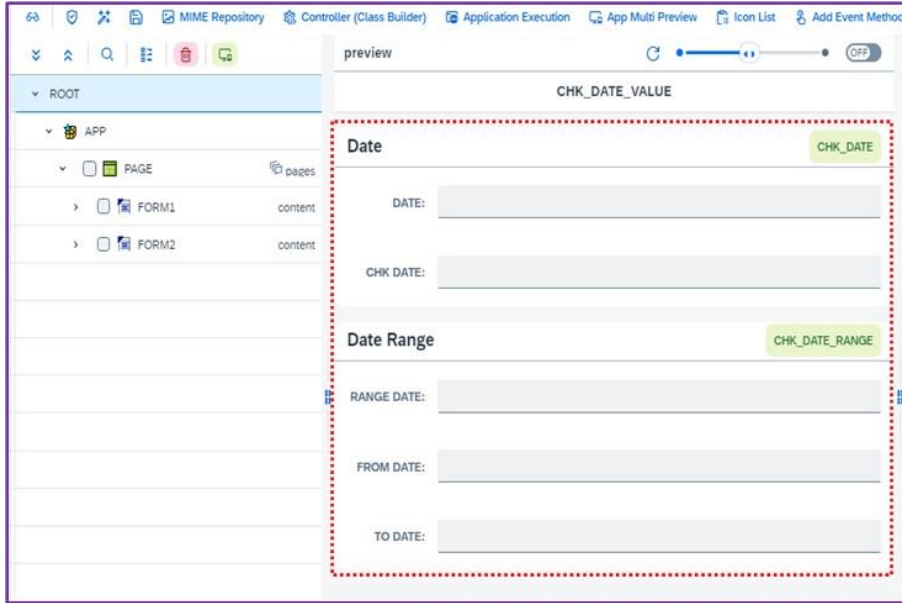 MIME Repository Controller (Class Builder) Application Execution App Multi Preview Icon List Add Event Method
preview OFF
ROOT
CHK_DATE_VALUE
APP
Date CHK_DATE
PAGE pages
DATE:
FORM1 content
FORM2 content
CHK DATE:
Date Range CHK_DATE_RANGE
RANGE DATE:
FROM DATE:
TO DATE: